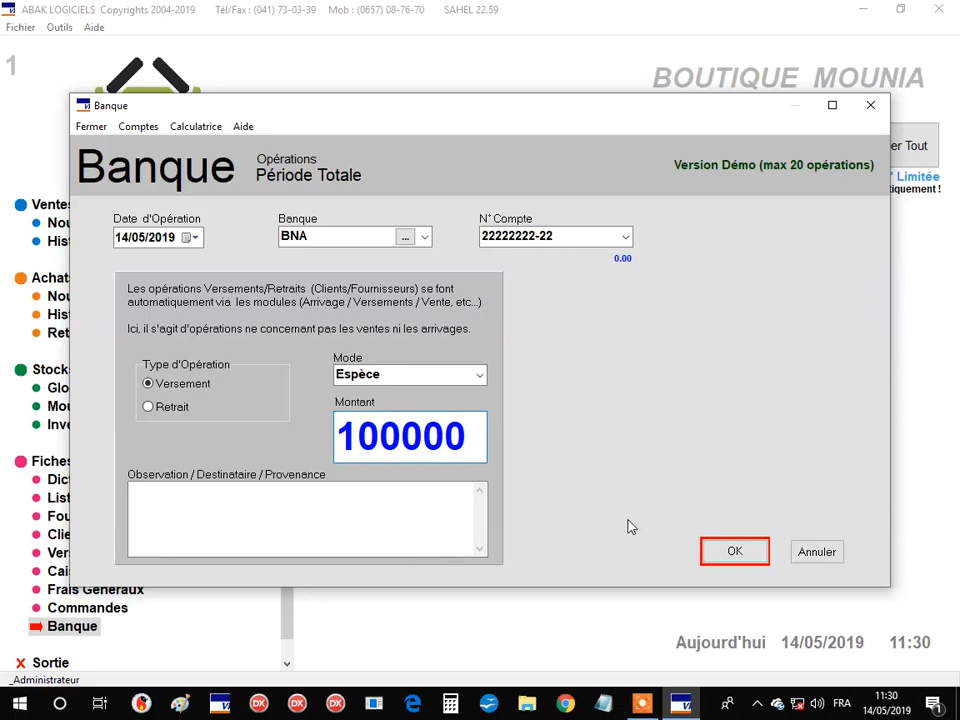 ABAK LOGICIELS Copyrights 2004-2019 Tél/Fax : (041) 73-03-39 Mob : (0657) 08-76-70 SAHEL 22.59
Fichier Outils Aide
1
BOUTIQUE MOUNIA
Banque
Fermer Comptes Calculatrice Aide
er Tout
Banque
Opérations
Période Totale
Version Démo (max 20 opérations)
Limitée
tiquement !
Ventes
Date d'Opération Banque N° Compte
14/05/2019 BNA ... 22222222-22
0.00
Nou
Hist
Achat
Nou
Hist
Ret
Les opérations Versements/Retraits (Clients/Fournisseurs) se font
automatiquement via les modules (Arrivage / Versements / Vente, etc...)
Ici, il s'agit d'opérations ne concernant pas les ventes ni les arrivages.
Stocks
Glo
Mou
Inve
Type d'Opération
Versement
Retrait
Mode
Espèce
Montant
100000
Fiches
Dict
List
Fou
Clie
Ver
Cais
Frais Généraux
Commandes
Banque
Observation / Destinataire / Provenance
OK Annuler
Sortie
Aujourd'hui 14/05/2019 11:30
_Administrateur
FRA
11:30
14/05/2019